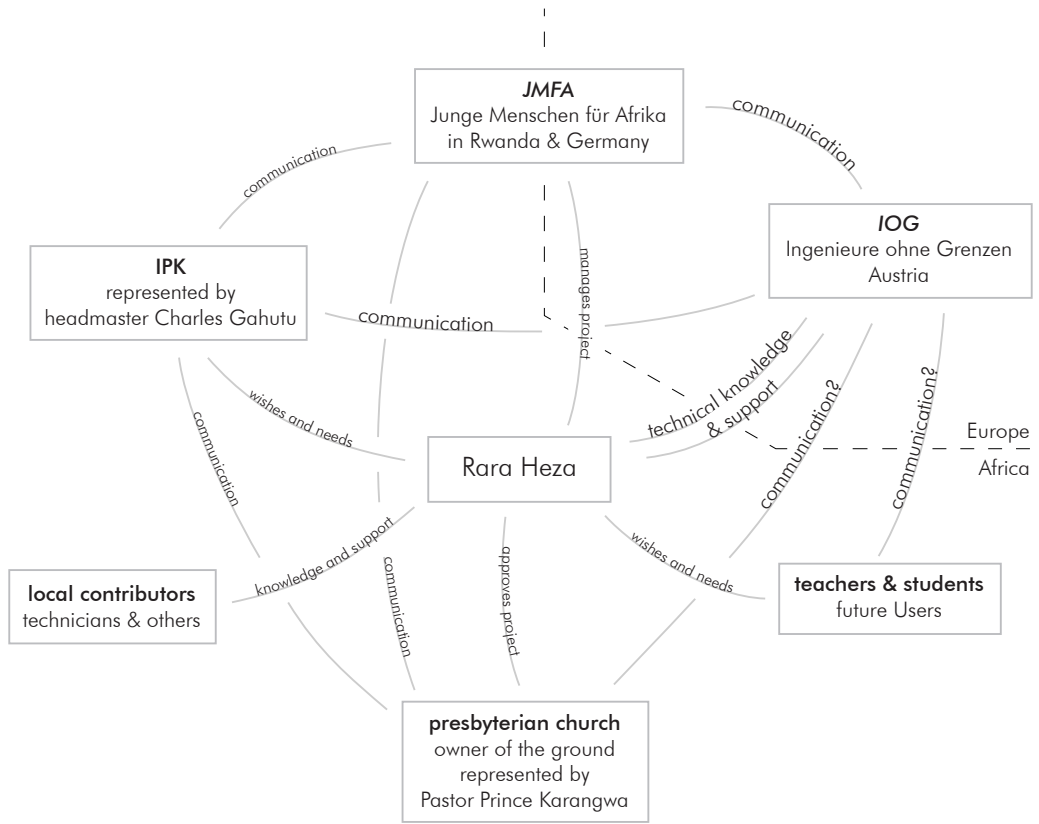 JMFA
Junge Menschen für Afrika
in Rwanda & Germany
communication
communication
IOG
Ingenieure ohne Grenzen
Austria
IPK
represented by
headmaster Charles Gahutu
manages project
communication
technical knowledge
& support
communication?
communication?
wishes and needs
communication
Europe
Africa
Rara Heza
knowledge and support
communication
approves project
wishes and needs
local contributors
technicians & others
teachers & students
future Users
presbyterian church
owner of the ground
represented by
Pastor Prince Karangwa